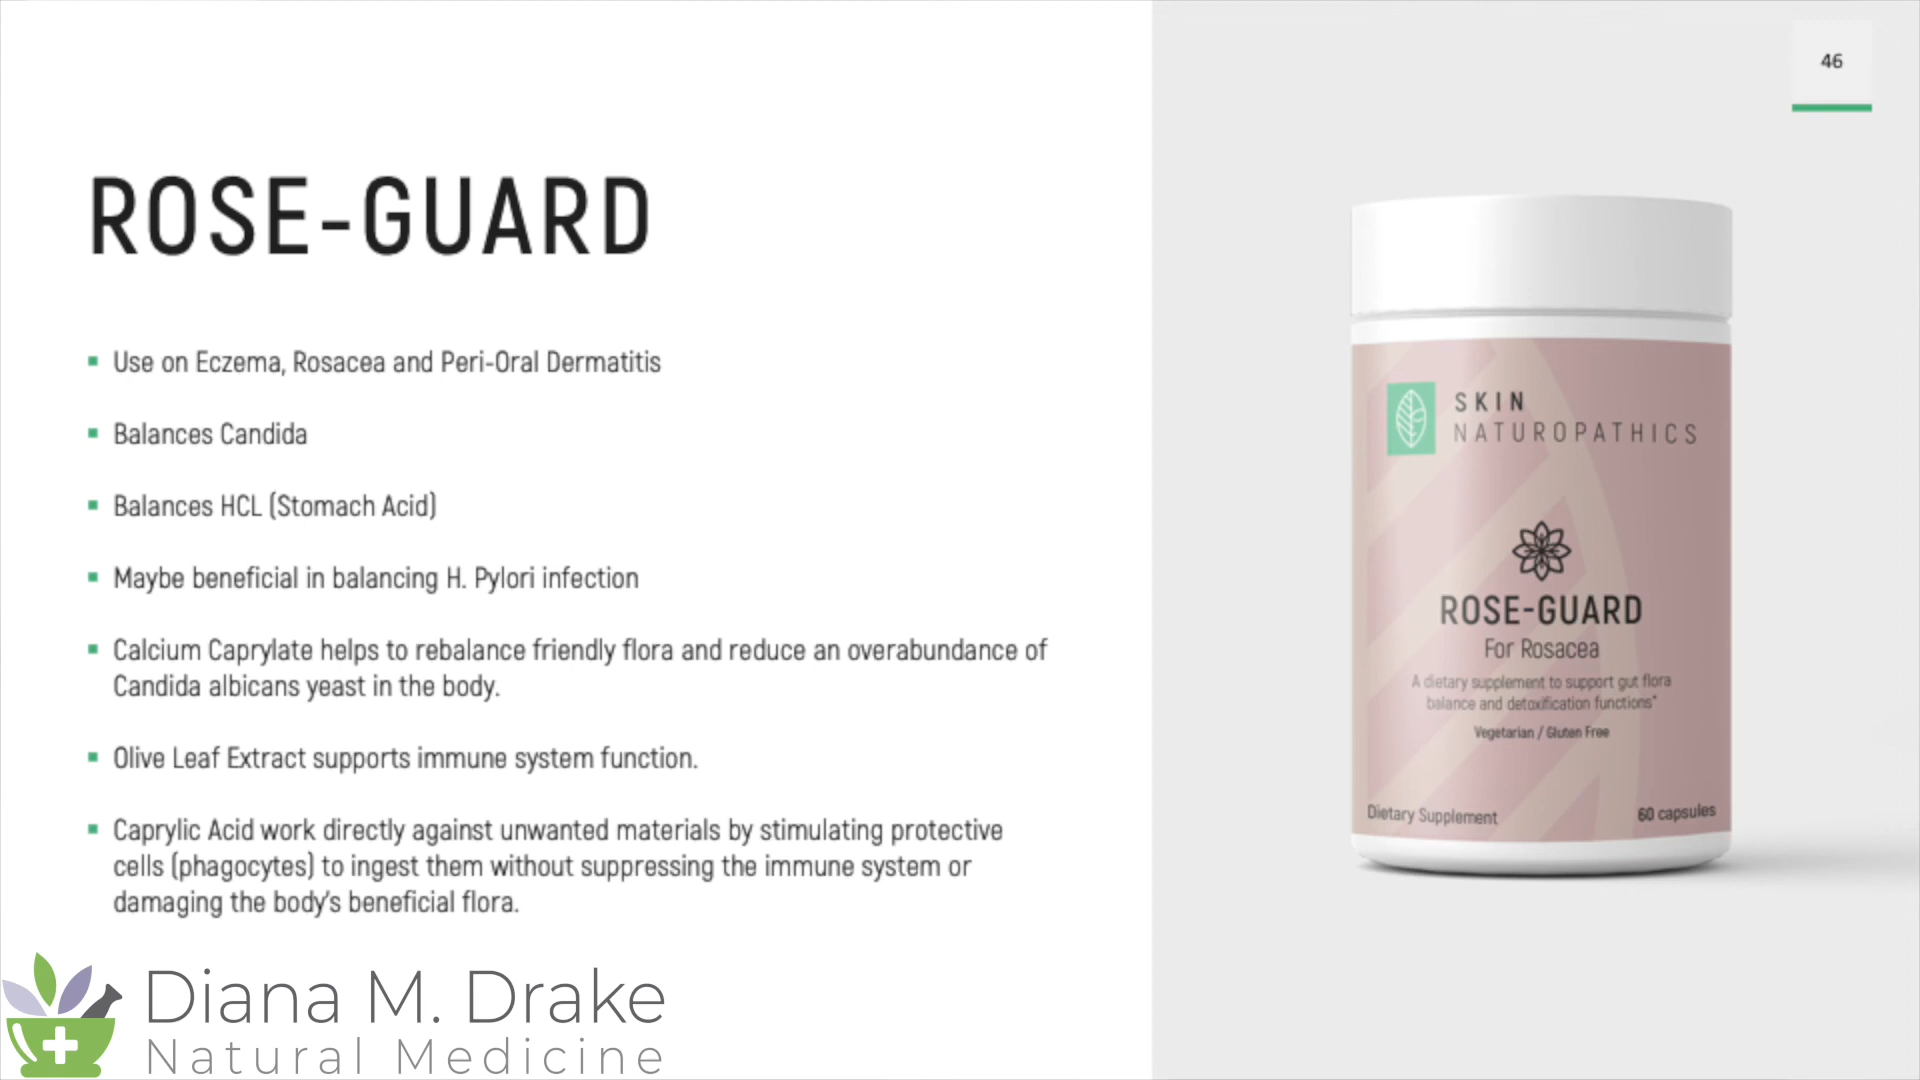 46
ROSE-GUARD
Use on Eczema, Rosacea and Peri-Oral Dermatitis
Balances Candida
Balances HCL (Stomach Acid)
Maybe beneficial in balancing H. Pylori infection
Calcium Caprylate helps to rebalance friendly flora and reduce an overabundance of
Candida albicans yeast in the body.
Olive Leaf Extract supports immune system function.
Caprylic Acid work directly against unwanted materials by stimulating protective
cells (phagocytes) to ingest them without suppressing the immune system or
damaging the body's beneficial flora.
Diana M. Drake
Natural Medicine
SKIN
NATUROPATHICS
ROSE-GUARD
For Rosacea
A dietary supplement to support gut flora
balance and detoxification functions*
Vegetarian / Gluten Free
Dietary Supplement
60 capsules